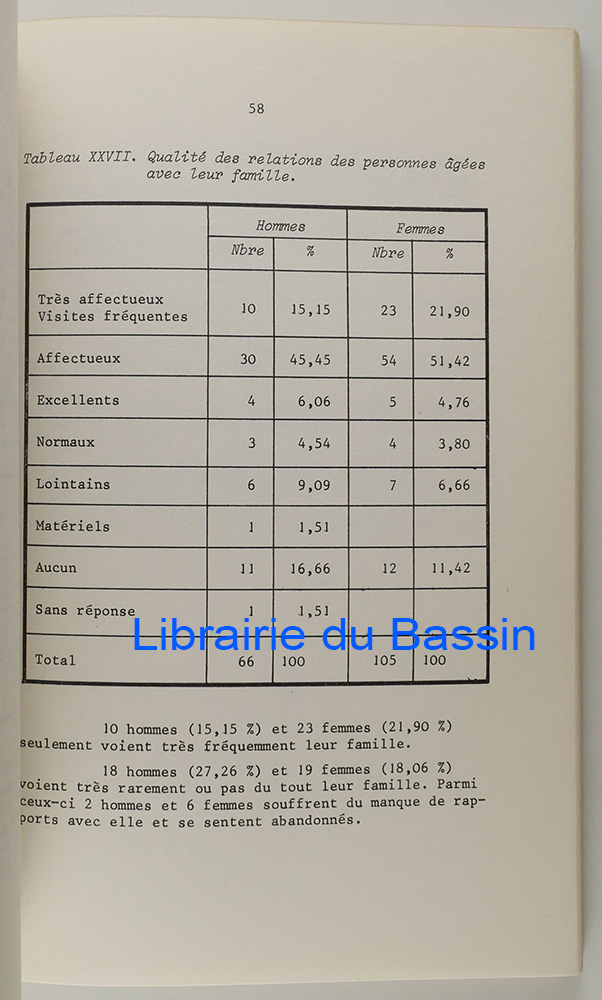 58
Tableau XXVII. Qualité des relations des personnes âgées
avec leur famille.
Hommes Femmes
Nbre % Nbre %
Très affectueux
Visites fréquentes 10 15,15 23 21,90
Affectueux 30 45,45 54 51,42
Excellents 4 6,06 5 4,76
Normaux 3 4,54 4 3,80
Lointains 6 9,09 7 6,66
Matériels 1 1,51
Aucun 11 16,66 12 11,42
Sans réponse 1 1,51
Librairie du Bassin
Total 66 100 105 100
10 hommes (15,15 %) et 23 femmes (21,90 %)
seulement voient très fréquemment leur famille.
18 hommes (27,26 %) et 19 femmes (18,06 %)
voient très rarement ou pas du tout leur famille. Parmi
ceux-ci 2 hommes et 6 femmes souffrent du manque de rap-
ports avec elle et se sentent abandonnés.